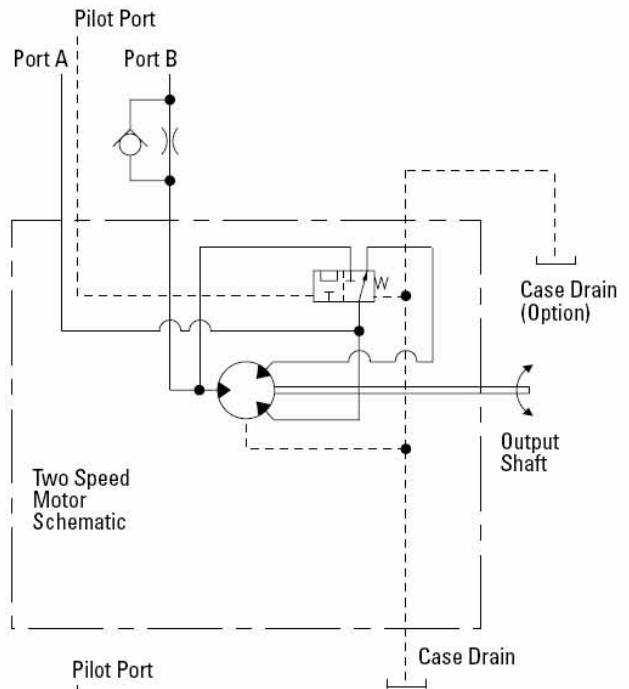 Pilot Port
Port A
Port B
Case Drain
(Option)
Output
Shaft
Two Speed
Motor
Schematic
Case Drain
Pilot Port